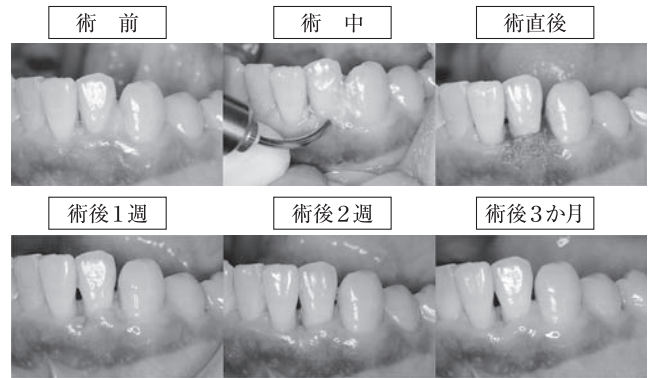 術 前
術 中
術直後
術後1週
術後2週
術後3か月